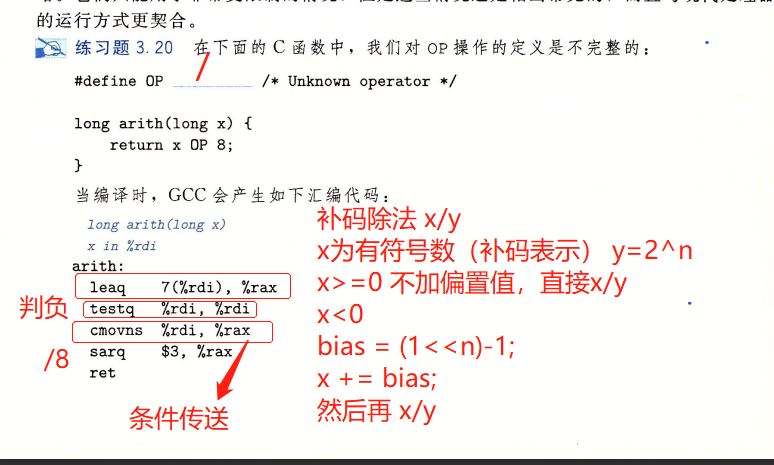 的运行方式更契合。
练习题 3.20 在下面的 C 函数中，我们对 OP 操作的定义是不完整的：
#define OP / /* Unknown operator */
long arith(long x) {
return x OP 8;
}
当编译时，GCC 会产生如下汇编代码：
long arith(long x)
x in %rdi
arith:
leaq 7(%rdi), %rax
testq %rdi, %rdi
cmovns %rdi, %rax
sarq $3, %rax
ret
判负
/8
条件传送
补码除法 x/y
x为有符号数（补码表示） y=2^n
x>=0 不加偏置值，直接x/y
x<0
bias = (1<<n)-1;
x += bias;
然后再 x/y